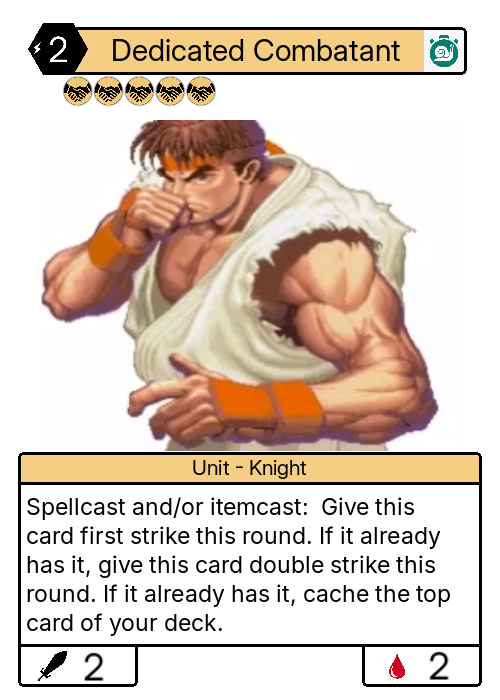 2 Dedicated Combatant
Unit - Knight
Spellcast and/or itemcast:  Give this
card first strike this round. If it already
has it, give this card double strike this
round. If it already has it, cache the top
card of your deck.
2 2